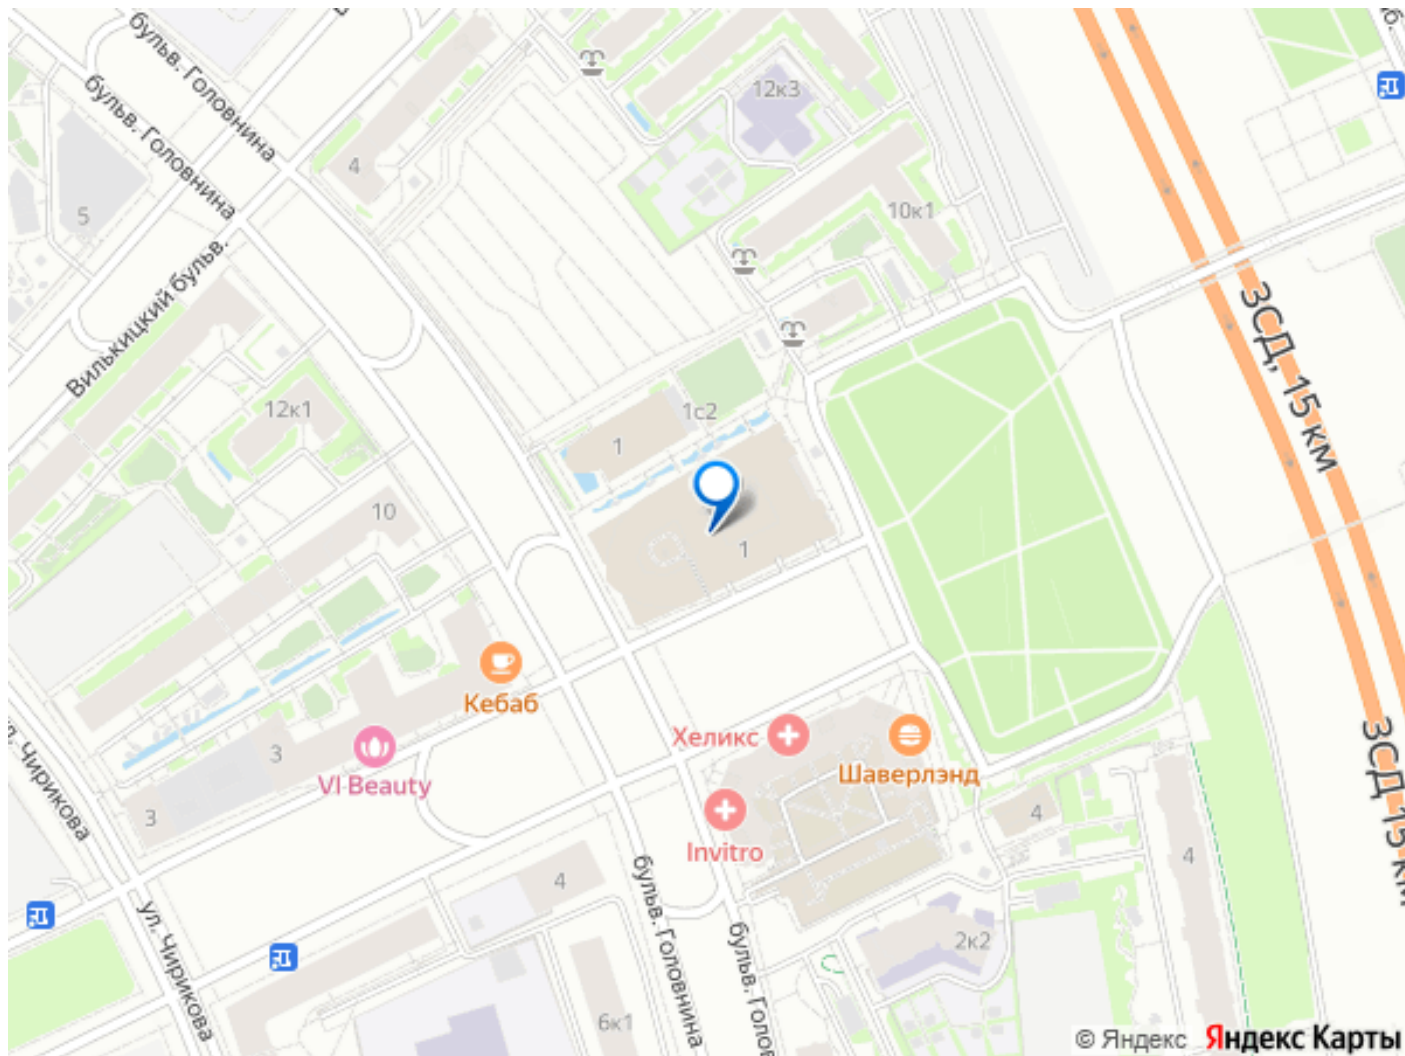 бульв. Головнина
бульв. Головнина
12к3
4
5
10к1
Вилькицкий бульв.
ЗСД, 15 км
12к1
1с2
1
10
1
Кебаб
Хеликс
Шаверлэнд
VI Beauty
3
3
Invitro
4
4
4
ЗСД 15 км
Чирикова
ул. Чирикова
бульв. Головнина
бульв. Голов
2к2
6к1
© Яндекс Яндекс Карты